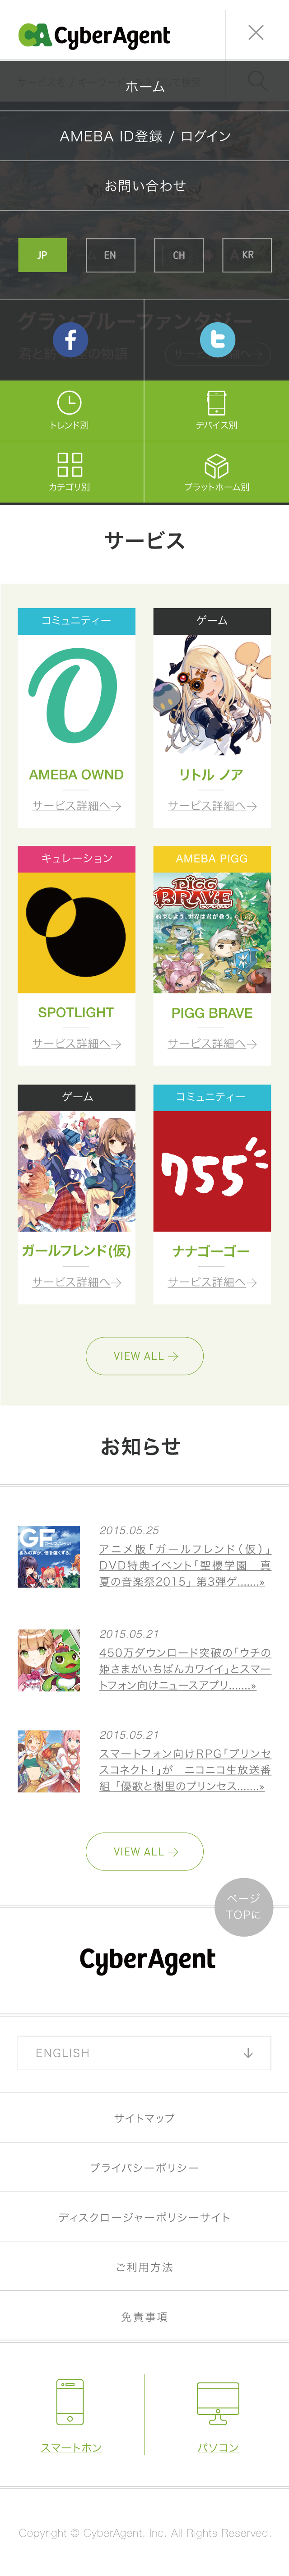 CyberAgent
ホーム
AMEBA ID登録 / ログイン
お問い合わせ
JP
EN
CH
KR
グランブルーファンタジー
トレンド別
デバイス別
カテゴリ別
プラットホーム別
サービス
コミュニティー
ゲーム
AMEBA OWND
リトル ノア
サービス詳細へ→
サービス詳細へ→
キュレーション
AMEBA PIGG
PIGG BRAVE
SPOTLIGHT
PIGG BRAVE
サービス詳細へ→
サービス詳細へ→
ゲーム
コミュニティー
755
ガールフレンド(仮)
ナナゴーゴー
サービス詳細へ→
サービス詳細へ→
VIEW ALL →
お知らせ
GF
2015.05.25
アニメ版「ガールフレンド（仮）」
DVD特典イベント「聖櫻学園　真
夏の音楽祭2015」 第3弾ゲ.......»
2015.05.21
450万ダウンロード突破の「ウチの
姫さまがいちばんカワイイ」とスマー
トフォン向けニュースアプリ.......»
2015.05.21
スマートフォン向けRPG「プリンセ
スコネクト！」が　ニコニコ生放送番
組 「優歌と樹里のプリンセス.......»
VIEW ALL →
ページ
TOPに
CyberAgent
ENGLISH
サイトマップ
プライバシーポリシー
ディスクロージャーポリシーサイト
ご利用方法
免責事項
スマートホン
パソコン
Copyright © CyberAgent, Inc. All Rights Reserved.